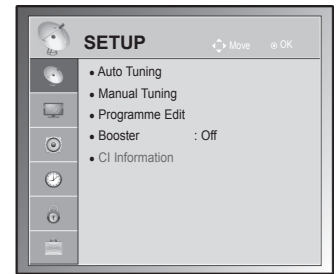 SETUP Move OK
• Auto Tuning
• Manual Tuning
• Programme Edit
• Booster : Off
• CI Information